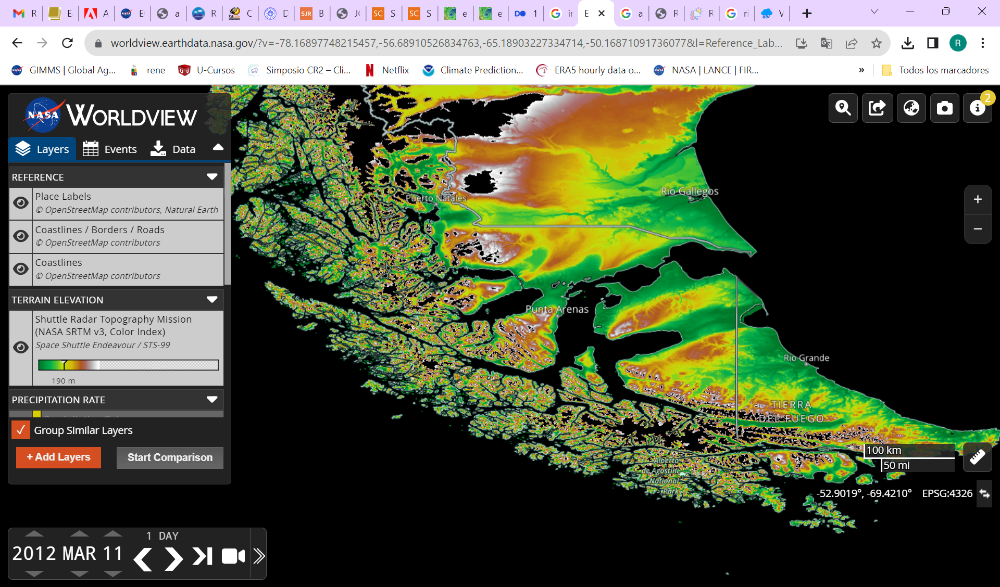 worldview.earthdata.nasa.gov/?v=-78.16897748215457,-56.68910526834763,-65.18903227334714,-50.16871091736077&l=Reference_Lab...
R
GIMMS | Global Ag...
rene
U-Cursos
Simposio CR2 – Cli...
Netflix
Climate Prediction...
ERA5 hourly data o...
NASA | LANCE | FIR...
»
Todos los marcadores
NASA WORLDVIEW
Layers
Events
Data
REFERENCE
Place Labels
© OpenStreetMap contributors, Natural Earth
Coastlines / Borders / Roads
© OpenStreetMap contributors
Coastlines
© OpenStreetMap contributors
TERRAIN ELEVATION
Shuttle Radar Topography Mission
(NASA SRTM v3, Color Index)
Space Shuttle Endeavour / STS-99
190 m
PRECIPITATION RATE
Group Similar Layers
+ Add Layers
Start Comparison
1 DAY
2012 MAR 11
2
Puerto Natales
Rio Gallegos
Punta Arenas
Rio Grande
TIERRA
DEL FUEGO
Alberto
de Agostini
National
Park
100 km
50 mi
-52.9019°, -69.4210°
EPSG:4326